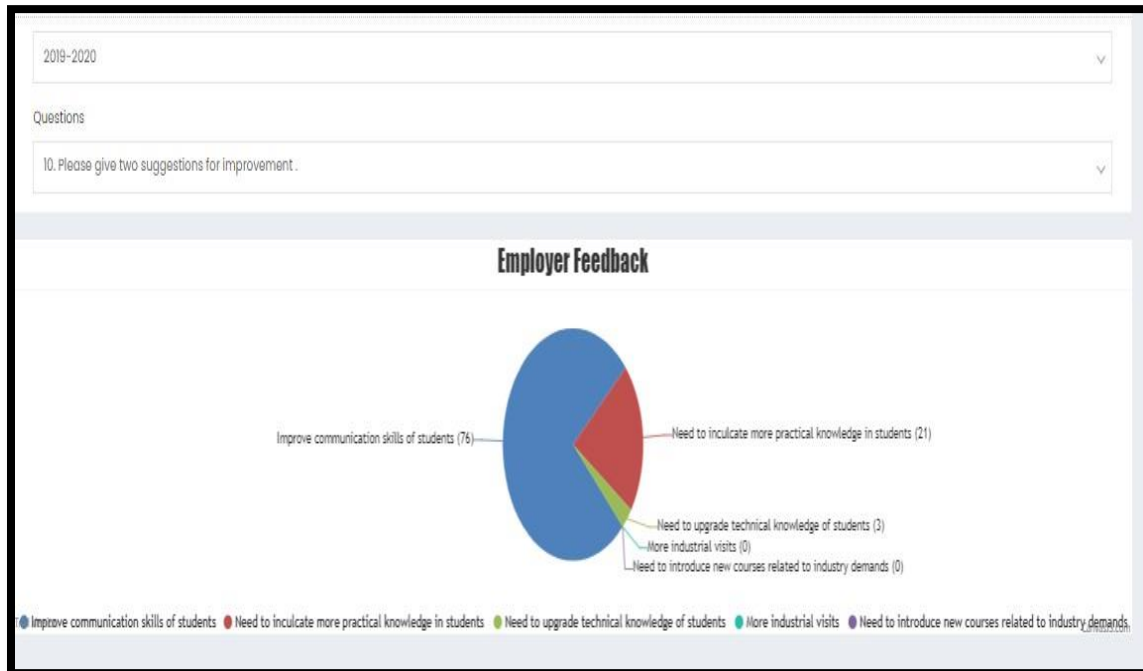 2019-2020
Questions
10. Please give two suggestions for improvement .
Employer Feedback
Improve communication skills of students (76)
Need to inculcate more practical knowledge in students (21)
Need to upgrade technical knowledge of students (3)
More industrial visits (0)
Need to introduce new courses related to industry demands (0)
Improve communication skills of students Need to inculcate more practical knowledge in students Need to upgrade technical knowledge of students More industrial visits Need to introduce new courses related to industry demands